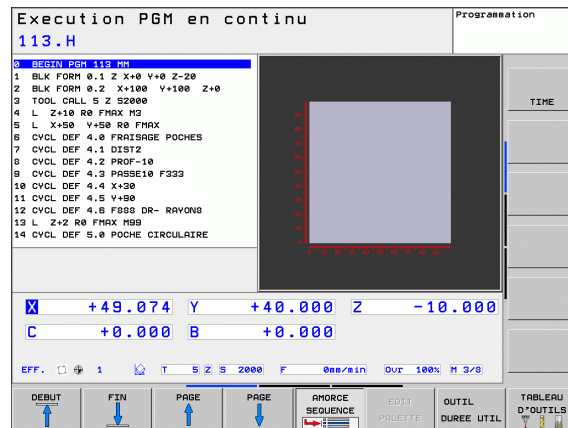 Execution PGM en continu
Programmation
113.H
0 BEGIN PGM 113 MM
1 BLK FORM 0.1 Z X+0 Y+0 Z-20
2 BLK FORM 0.2 X+100 Y+100 Z+0
3 TOOL CALL 5 Z S2000
4 L Z+10 R0 FMAX M3
5 L X+50 Y+50 R0 FMAX
6 CYCL DEF 4.0 FRAISAGE POCHES
7 CYCL DEF 4.1 DIST2
8 CYCL DEF 4.2 PROF-10
9 CYCL DEF 4.3 PASSE10 F333
10 CYCL DEF 4.4 X+30
11 CYCL DEF 4.5 Y+90
12 CYCL DEF 4.6 F888 DR- RAYON8
13 L Z+2 R0 FMAX M99
14 CYCL DEF 5.0 POCHE CIRCULAIRE
TIME
X +49.074 Y +40.000 Z -10.000
C +0.000 B +0.000
EFF. 1 T 5 Z S 2000 F 0mm/min Ovr 100% M 3/8
DEBUT
FIN
PAGE
PAGE
AMORCE SEQUENCE
EDIT PALETTE
OUTIL DUREE UTIL
TABLEAU D'OUTILS